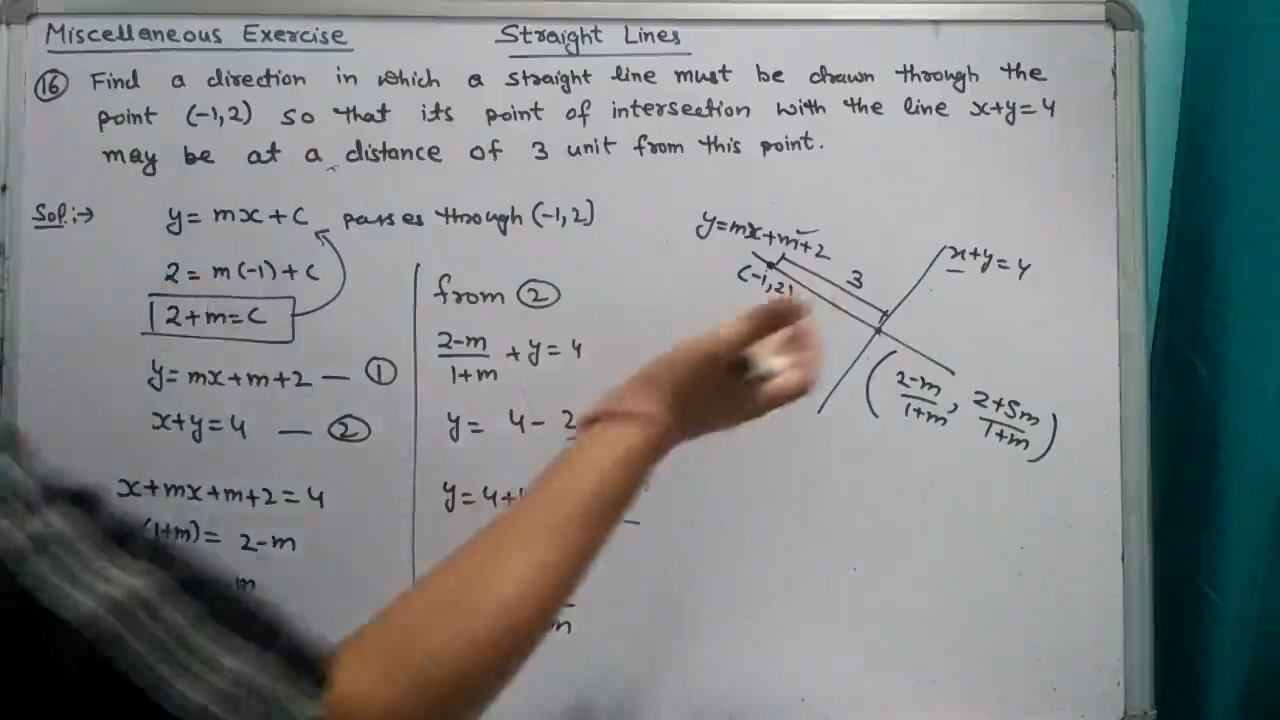 Miscellaneous Exercise Straight Lines
16 Find a direction in which a straight line must be drawn through the
point (-1,2) so that its point of intersection with the line x+y=4
may be at a distance of 3 unit from this point.
Sol:→ y = mx + c passes through (-1,2)
2 = m(-1) + c
2+m=c
y = mx+m+2 — 1
x+y=4 — 2
x+mx+m+2=4
(1+m) = 2-m
m
from 2
2-m/1+m + y = 4
y = 4 - 2
y = 4+4
m
y=mx+m+2
(-1,2)
3
x+y=4
(2-m/1+m, 2+5m/1+m)